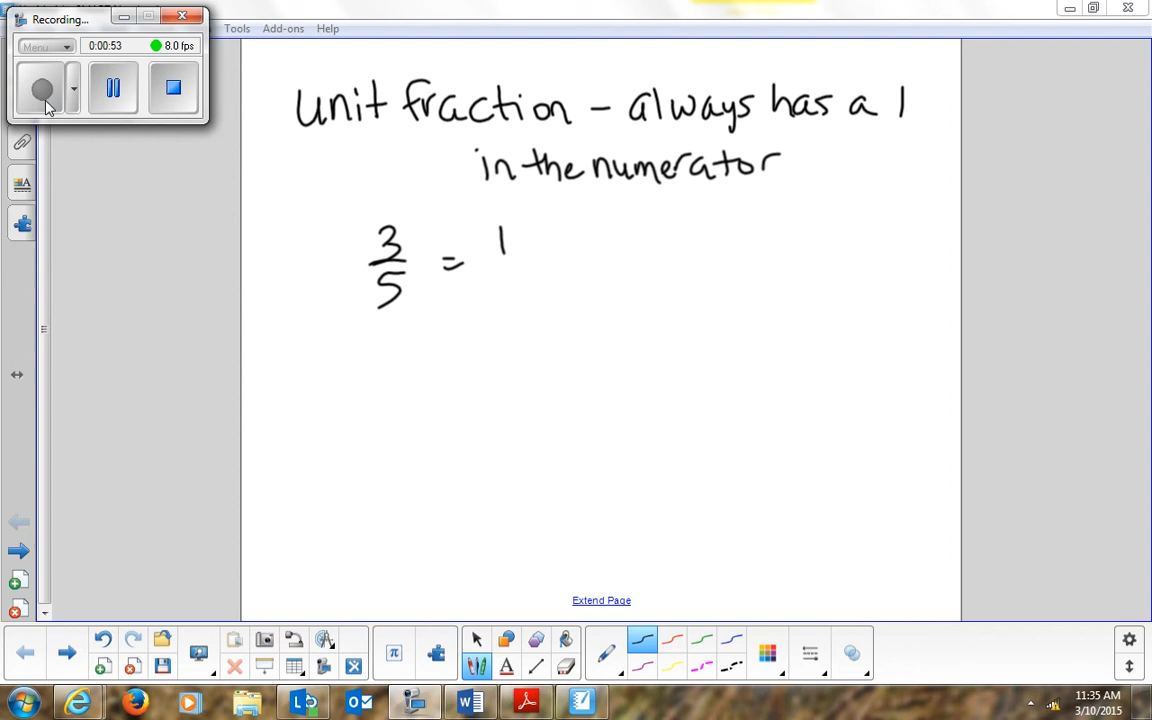 Recording...
Menu
0:00:53
8.0 fps
Tools Add-ons Help
unit fraction - always has a 1
in the numerator
3/5 = 1
Extend Page
11:35 AM
3/10/2015